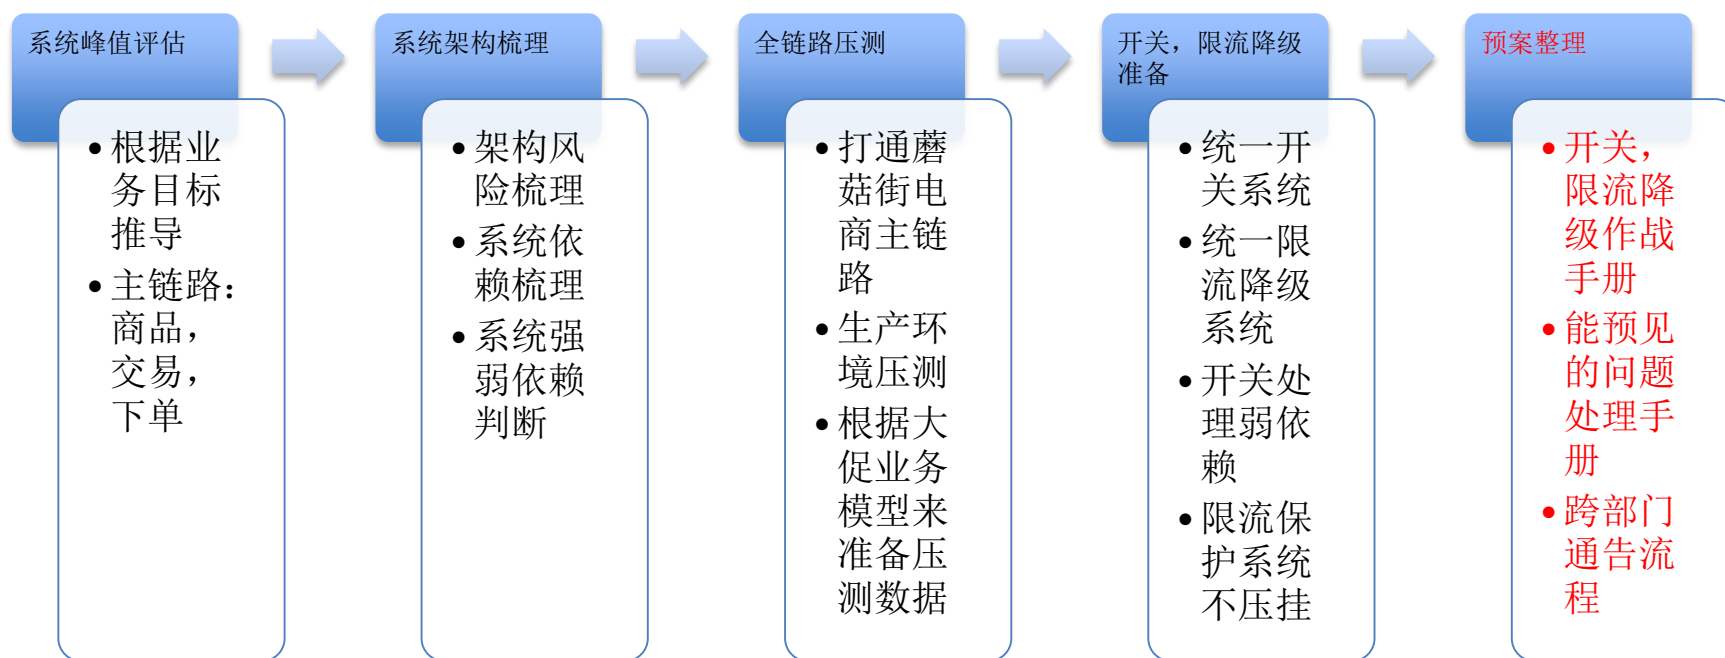 系统峰值评估
• 根据业
务目标
推导
• 主链路：
商品，
交易，
下单
系统架构梳理
• 架构风
险梳理
• 系统依
赖梳理
• 系统强
弱依赖
判断
全链路压测
• 打通蘑
菇街电
商主链
路
• 生产环
境压测
• 根据大
促业务
模型来
准备压
测数据
开关，限流降级
准备
• 统一开
关系统
• 统一限
流降级
系统
• 开关处
理弱依
赖
• 限流保
护系统
不压挂
预案整理
• 开关，
限流降
级作战
手册
• 能预见
的问题
处理手
册
• 跨部门
通告流
程